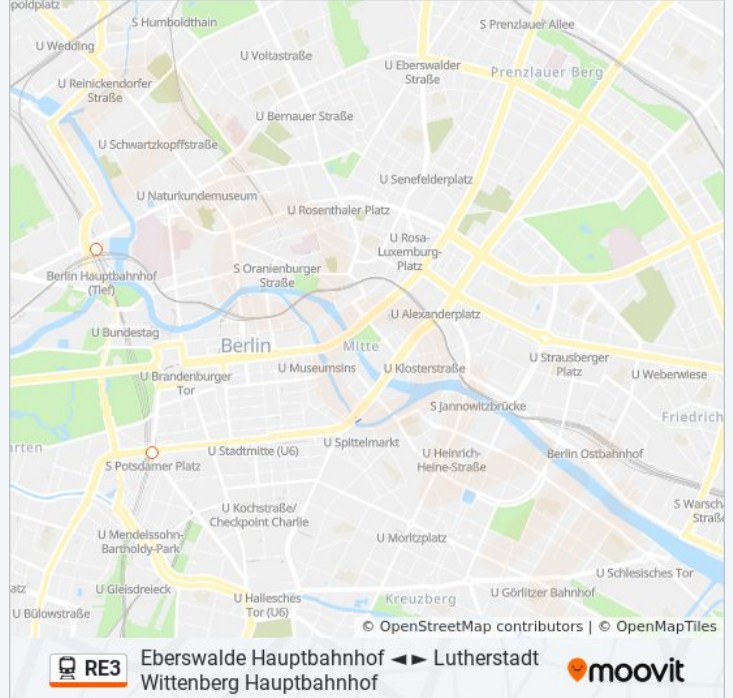 poldplatz
S Humboldthain
S Prenzlauer Allee
U Wedding
U Voltastraße
U Eberswalder
Straße
Prenzlauer Berg
U Reinickendorfer
Straße
U Bernauer Straße
U Schwartzkopffstraße
U Senefelderplatz
U Naturkundemuseum
U Rosenthaler Platz
U Rosa-
Luxemburg-
Platz
Berlin Hauptbahnhof
(Tief)
S Oranienburger
Straße
U Alexanderplatz
U Bundestag
Berlin
Mitte
U Strausberger
Platz
U Museumsins
U Klosterstraße
U Weberwiese
U Brandenburger
Tor
S Jannowitzbrücke
Friedrich
rten
U Stadtmitte (U6)
U Spittelmarkt
U Heinrich-
Heine-Straße
Berlin Ostbahnhof
S Potsdamer Platz
S Warsch
Straße
U Kochstraße/
Checkpoint Charlie
U Mendelssohn-
Bartholdy-Park
U Moritzplatz
U Schlesisches Tor
atz
U Gleisdreieck
U Hallesches
Tor (U6)
Kreuzberg
U Görlitzer Bahnhof
U Bülowstraße
© OpenStreetMap contributors | © OpenMapTiles
RE3
Eberswalde Hauptbahnhof ◄ ► Lutherstadt
Wittenberg Hauptbahnhof
moovit